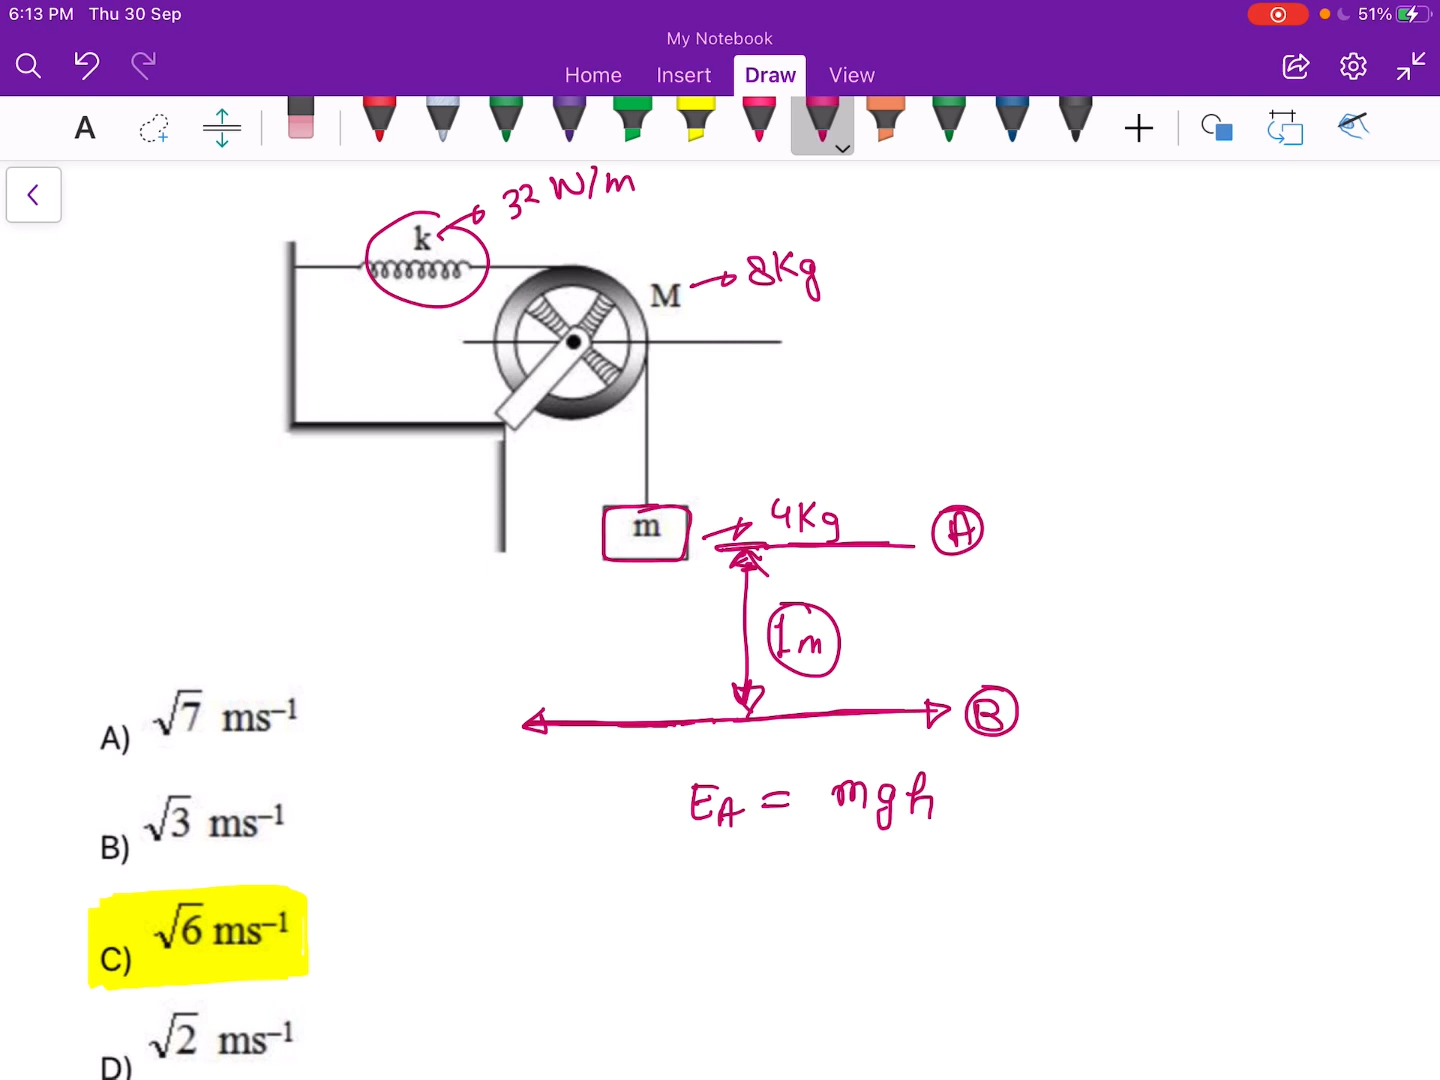 6:13 PM Thu 30 Sep
51%
My Notebook
Home Insert Draw View
A
k
32 N/m
M
8Kg
m
4Kg
A
1m
B
E_A = mgh
A) √7 ms⁻¹
B) √3 ms⁻¹
C) √6 ms⁻¹
D) √2 ms⁻¹